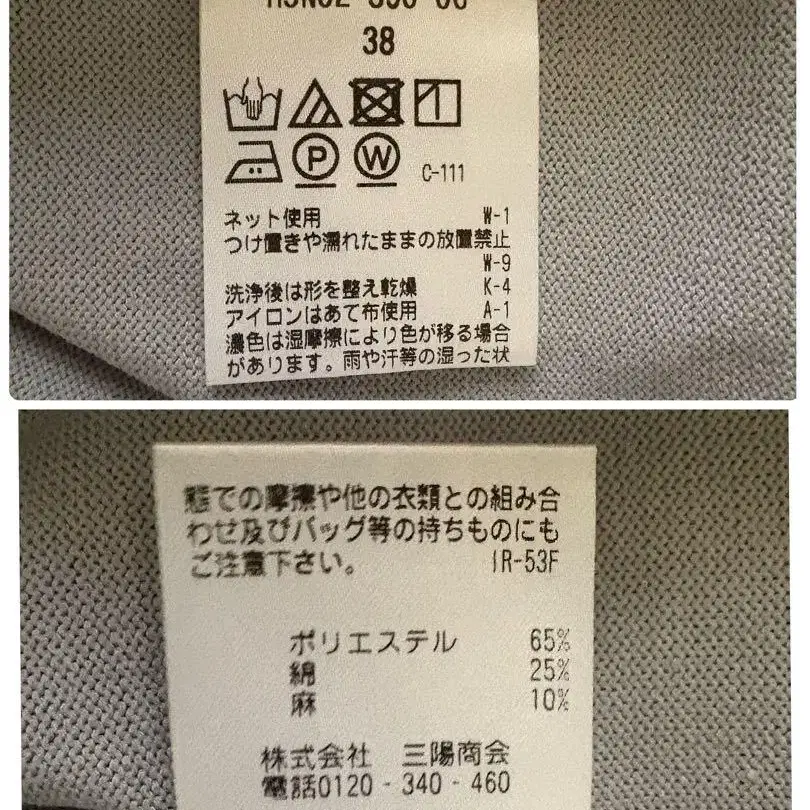 38
P W C-111
ネット使用 W-1
つけ置きや濡れたままの放置禁止
W-9
洗浄後は形を整え乾燥 K-4
アイロンはあて布使用 A-1
濃色は湿摩擦により色が移る場合
があります。雨や汗等の湿った状
態での摩擦や他の衣類との組み合
わせ及びバッグ等の持ちものにも
ご注意下さい。 IR-53F
ポリエステル 65%
綿 25%
麻 10%
株式会社 三陽商会
電話0120-340-460